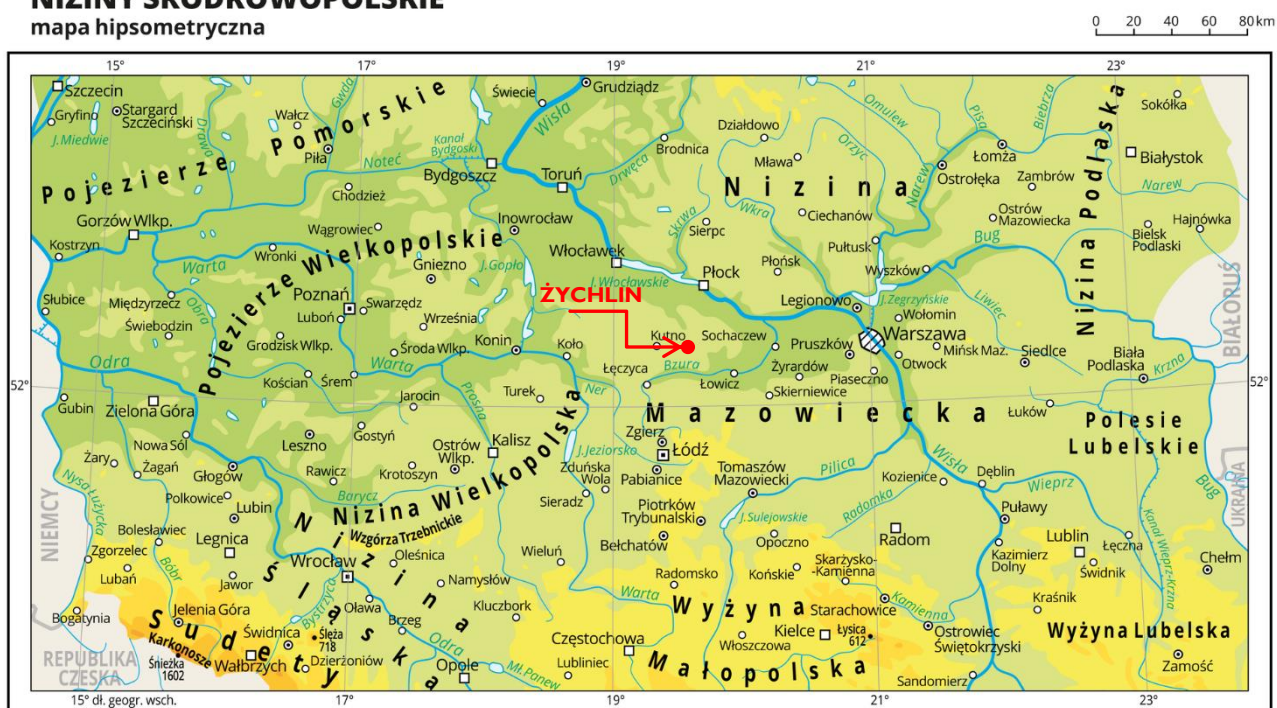 NIZINY ŚRODKOWOPOLSKIE
mapa hipsometryczna
0 20 40 60 80 km
15° 17° 19° 21° 23°
Szczecin
Gryfino
Stargard
Szczeciński
J. Miedwie
Drawa
Wałcz
Gwda
Piła
Pojezierze Pomorskie
Noteć
Kanał
Bydgoski
Świecie
Wisła
Grudziądz
Brodnica
Drwęca
Działdowo
Mława
Omulew
Orzyc
Pisa
Biebrza
Sokółka
Białystok
Łomża
Ostrołęka
Zambrów
Narew
Narew
Hajnówka
Bielsk
Podlaski
Nizina Podlaska
Ostrów
Mazowiecka
Bydgoszcz
Toruń
Chodzież
Gorzów Wlkp.
Kostrzyn
Wągrowiec
Inowrocław
Wronki
Warta
Pojezierze Wielkopolskie
Gniezno
J. Gopło
Włocławek
J. Włocławskie
Skrwa
Sierpc
Wkra
Nizina
Ciechanów
Pułtusk
Bug
Płońsk
Wyszków
Płock
Słubice
Międzyrzecz
Obra
Świebodzin
Poznań
Swarzędz
Luboń
Września
Grodzisk Wlkp.
Środa Wlkp.
Konin
Koło
ŻYCHLIN
Kutno
Sochaczew
Legionowo
J. Zegrzyńskie
Wołomin
Liwiec
Warszawa
Pruszków
Mińsk Maz.
Siedlce
Otwock
Biała
Podlaska
Krzna
BIAŁORUŚ
Odra
Warta
Łęczyca
Bzura
Łowicz
Żyrardów
Skierniewice
Piaseczno
52°
52°
Gubin
Zielona Góra
Kościan
Śrem
Jarocin
Prosna
Turek
Ner
Mazowiecka
Łuków
Polesie
Lubelskie
Nowa Sól
Leszno
Gostyń
Ostrów
Wlkp.
Kalisz
J. Jeziorsko
Zgierz
Łódź
Pabianice
Zduńska
Wola
Sieradz
Tomaszów
Mazowiecki
Pilica
Kozienice
Wisła
Dęblin
Wieprz
Bug
UKRAINA
Żary
Żagań
Głogów
Rawicz
Krotoszyn
Nysa Łużycka
NIEMCY
Polkowice
Lubin
Barycz
Nizina Wielkopolska
Wzgórza Trzebnickie
Piotrków
Trybunalski
J. Sulejowskie
Radomka
Puławy
Bolesławiec
Zgorzelec
Legnica
Nizina
Śląska
Wrocław
Oleśnica
Wieluń
Bełchatów
Opoczno
Radom
Kazimierz
Dolny
Lublin
Łęczna
Świdnik
Kanał Wieprz-Krzna
Chełm
Lubań
Bóbr
Jawor
Namysłów
Radomsko
Końskie
Skarżysko-
-Kamienna
Bogatynia
Jelenia Góra
Bystrzyca
Oława
Kluczbork
Warta
Wyżyna
Starachowice
Kamienna
Kraśnik
Sudety
Karkonosze
Świdnica
Ślęża
718
Brzeg
Odra
Częstochowa
Włoszczowa
Kielce
Łysica
612
Ostrowiec
Świętokrzyski
Wyżyna Lubelska
REPUBLIKA
CZESKA
Śnieżka
1602
Wałbrzych
Dzierżoniów
Opole
Mł. Panew
Lubliniec
Małopolska
Sandomierz
Zamość
15° dł. geogr. wsch. 17° 19° 21° 23°